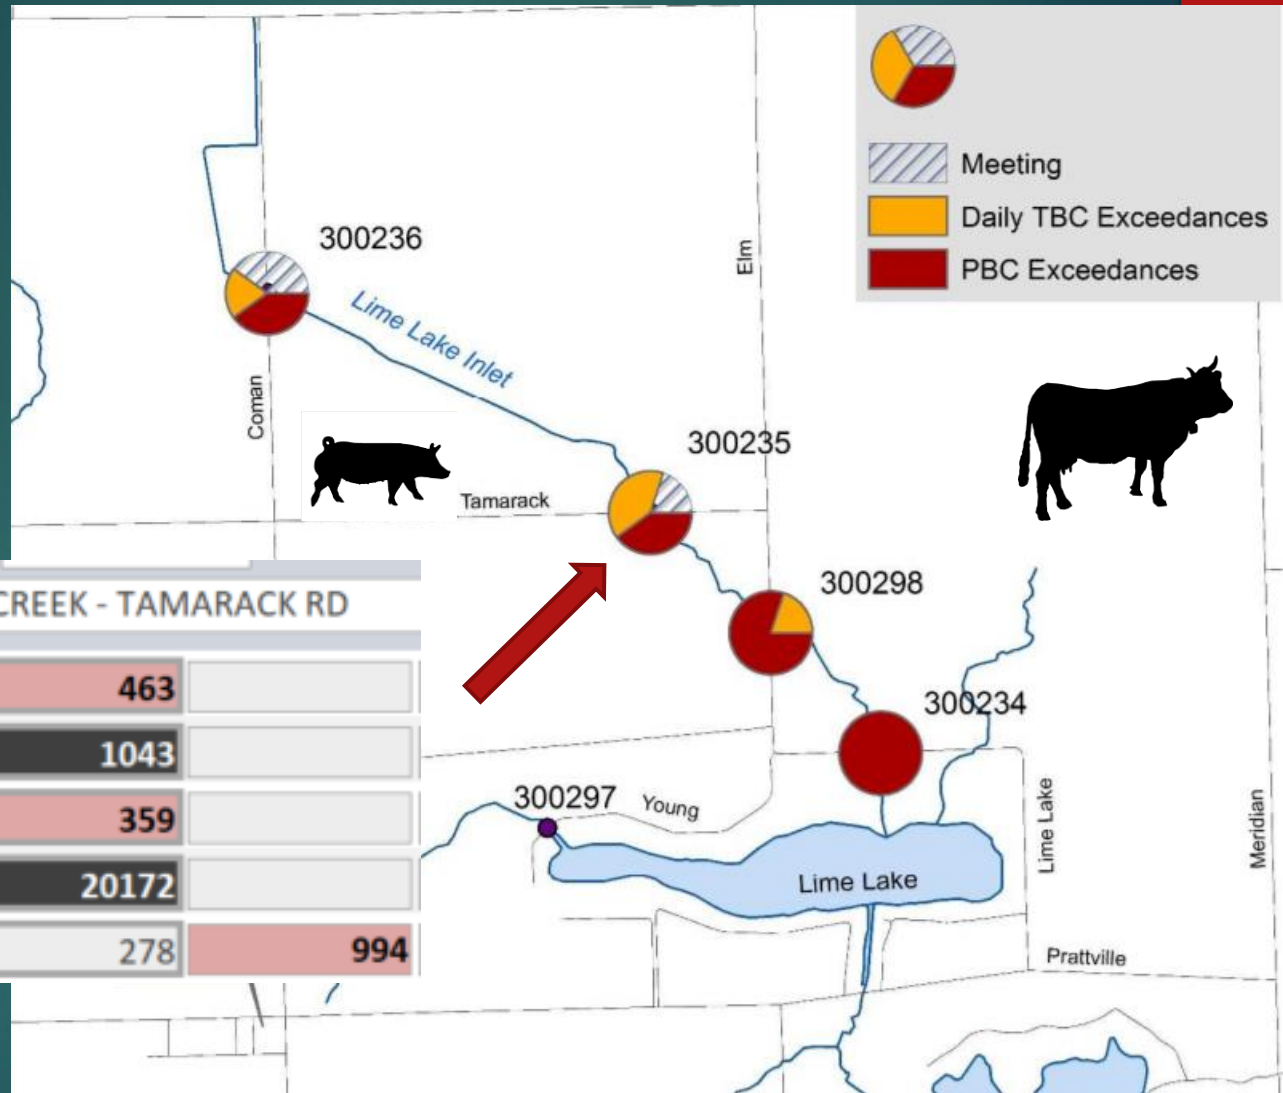 Meeting
Daily TBC Exceedances
PBC Exceedances
300236
Elm
Lime Lake Inlet
Coman
300235
Tamarack
300298
CREEK - TAMARACK RD
463
1043
359
20172
278 994
300234
300297
Young
Lime Lake
Lime Lake
Meridian
Prattville